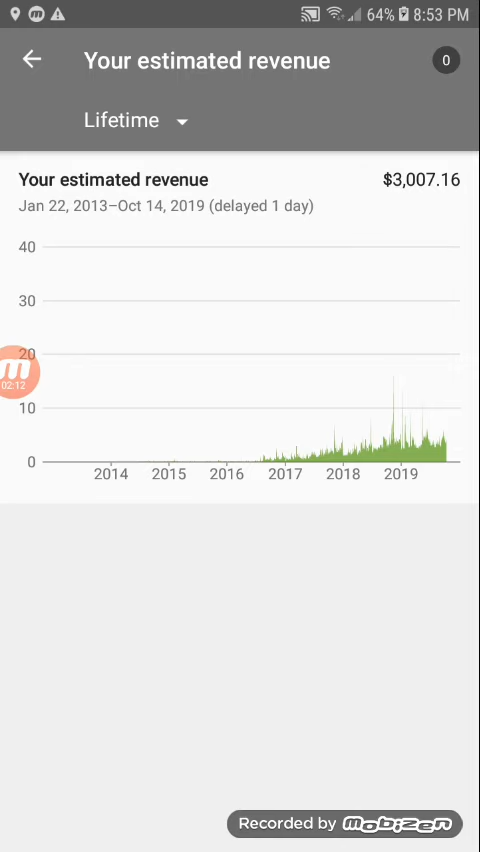 64% 8:53 PM
Your estimated revenue
0
Lifetime
Your estimated revenue $3,007.16
Jan 22, 2013–Oct 14, 2019 (delayed 1 day)
40
30
20
02:12
10
0
2014 2015 2016 2017 2018 2019
Recorded by Mobizen